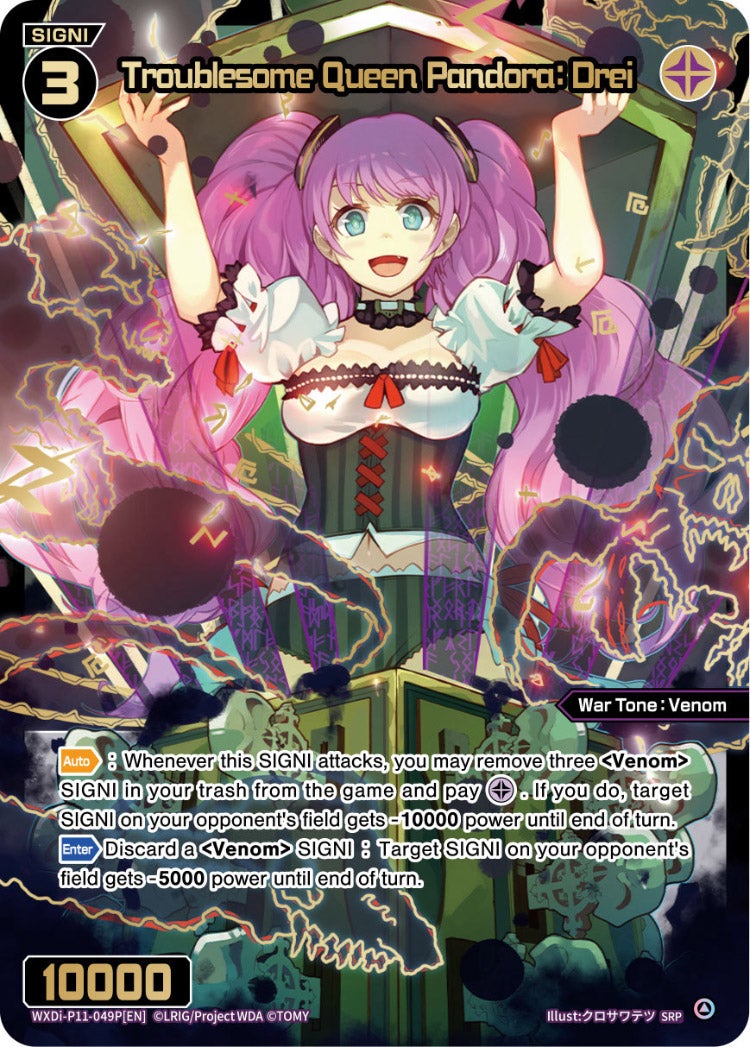 SIGNI
3
Troublesome Queen Pandora: Drei
War Tone : Venom
Auto : Whenever this SIGNI attacks, you may remove three <Venom>
SIGNI in your trash from the game and pay . If you do, target
SIGNI on your opponent's field gets -10000 power until end of turn.
Enter Discard a <Venom> SIGNI : Target SIGNI on your opponent's
field gets -5000 power until end of turn.
10000
WXDi-P11-049P[EN] ©LRIG/Project WDA ©TOMY
Illust:クロサワテツ SRP